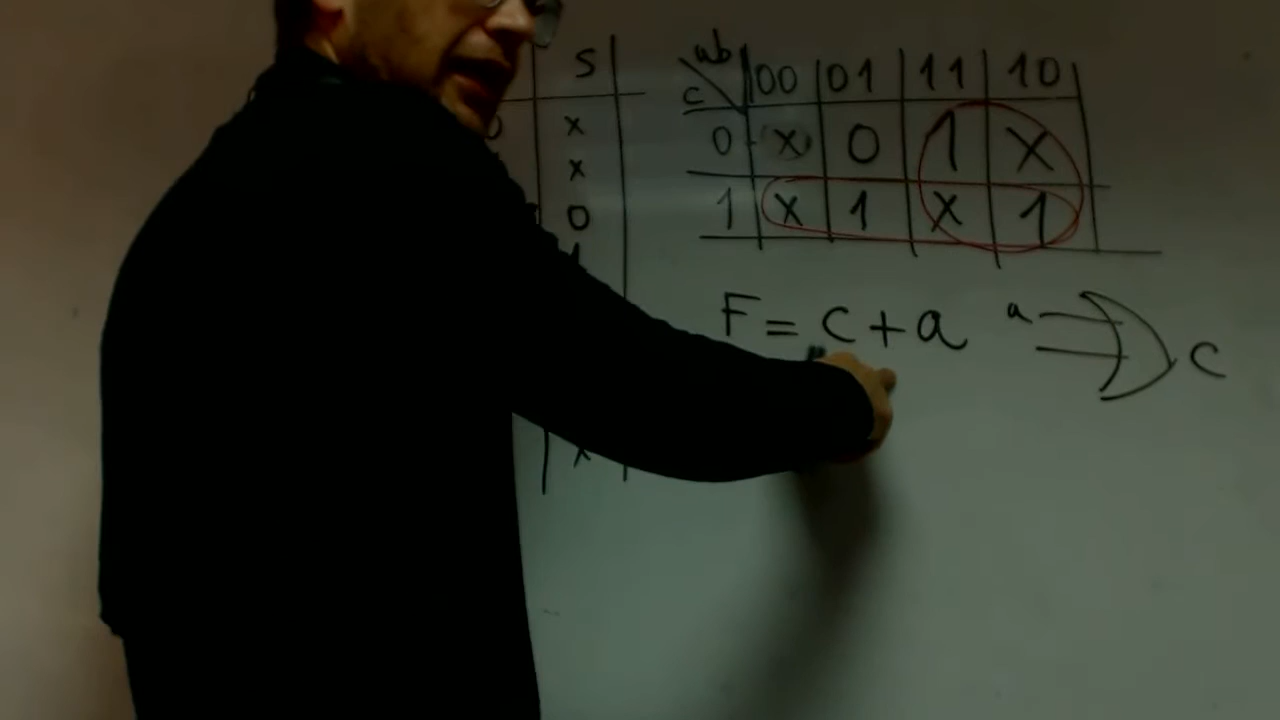 S
x
x
0
x
ab
c 00 01 11 10
0 x 0 1 x
1 x 1 x 1
F = c + a
a
c